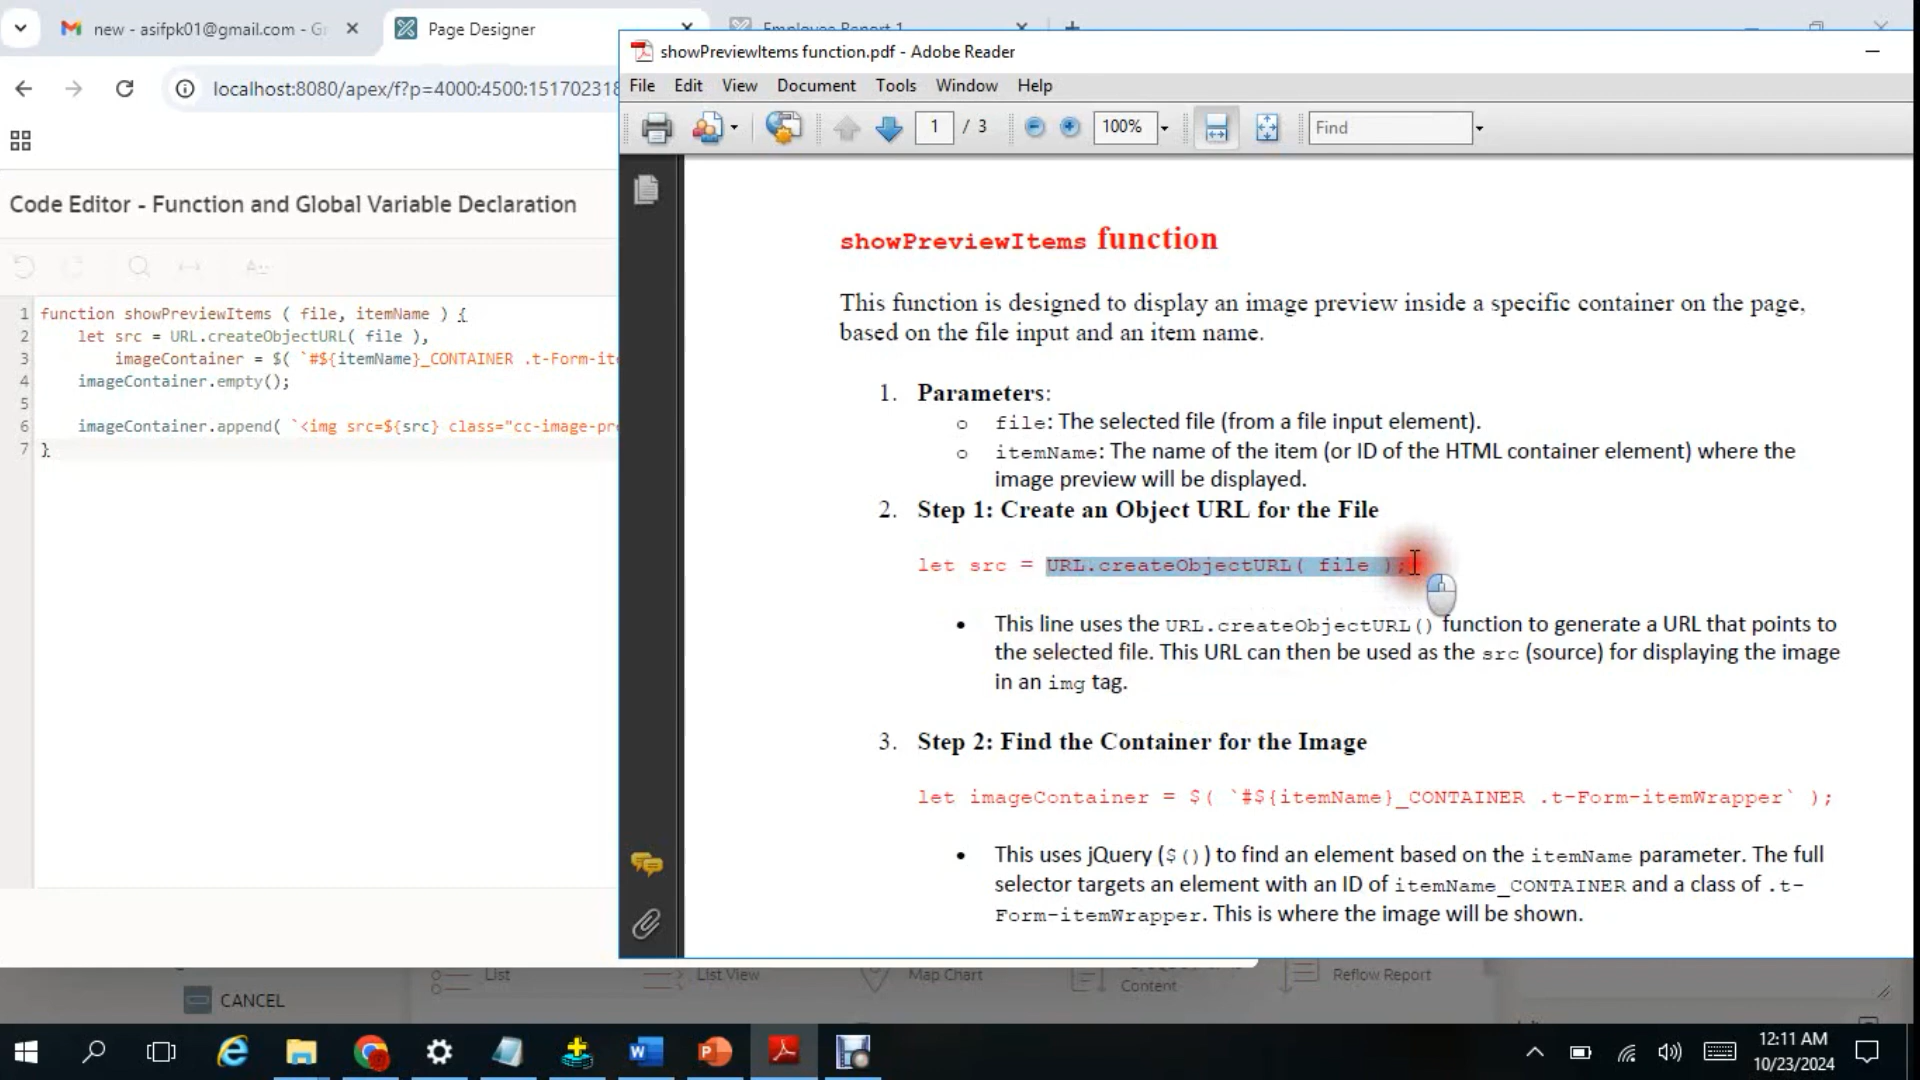 new - asifpk01@gmail.com - Gr
Page Designer
Employee Report 1
localhost:8080/apex/f?p=4000:4500:151702318
Code Editor - Function and Global Variable Declaration
1 function showPreviewItems ( file, itemName ) {
2 let src = URL.createObjectURL( file ),
3 imageContainer = $( `#${itemName}_CONTAINER .t-Form-ite
4 imageContainer.empty();
5
6 imageContainer.append( `<img src=${src} class="cc-image-pre
7 }
showPreviewItems function.pdf - Adobe Reader
File Edit View Document Tools Window Help
1 / 3 100% Find
showPreviewItems function
This function is designed to display an image preview inside a specific container on the page,
based on the file input and an item name.
1. Parameters:
o file: The selected file (from a file input element).
o itemName: The name of the item (or ID of the HTML container element) where the
image preview will be displayed.
2. Step 1: Create an Object URL for the File
let src = URL.createObjectURL( file );
• This line uses the URL.createObjectURL() function to generate a URL that points to
the selected file. This URL can then be used as the src (source) for displaying the image
in an img tag.
3. Step 2: Find the Container for the Image
let imageContainer = $( `#${itemName}_CONTAINER .t-Form-itemWrapper` );
• This uses jQuery ($()) to find an element based on the itemName parameter. The full
selector targets an element with an ID of itemName_CONTAINER and a class of .t-
Form-itemWrapper. This is where the image will be shown.
CANCEL
List
List View
Map Chart
Content
Reflow Report
12:11 AM
10/23/2024